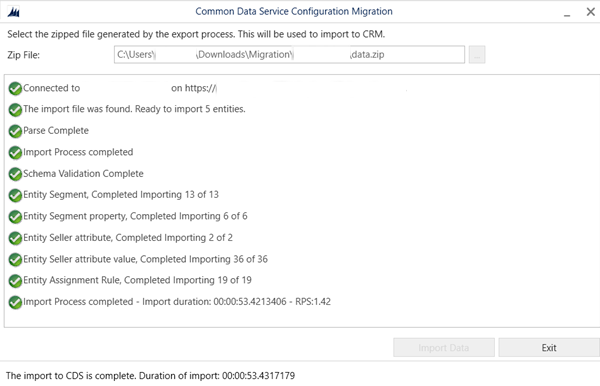 Common Data Service Configuration Migration
Select the zipped file generated by the export process. This will be used to import to CRM.
Zip File: C:\Users\ \Downloads\Migration\ data.zip ...
Connected to on https://
The import file was found. Ready to import 5 entities.
Parse Complete
Import Process completed
Schema Validation Complete
Entity Segment, Completed Importing 13 of 13
Entity Segment property, Completed Importing 6 of 6
Entity Seller attribute, Completed Importing 2 of 2
Entity Seller attribute value, Completed Importing 36 of 36
Entity Assignment Rule, Completed Importing 19 of 19
Import Process completed - Import duration: 00:00:53.4213406 - RPS:1.42
Import Data Exit
The import to CDS is complete. Duration of import: 00:00:53.4317179